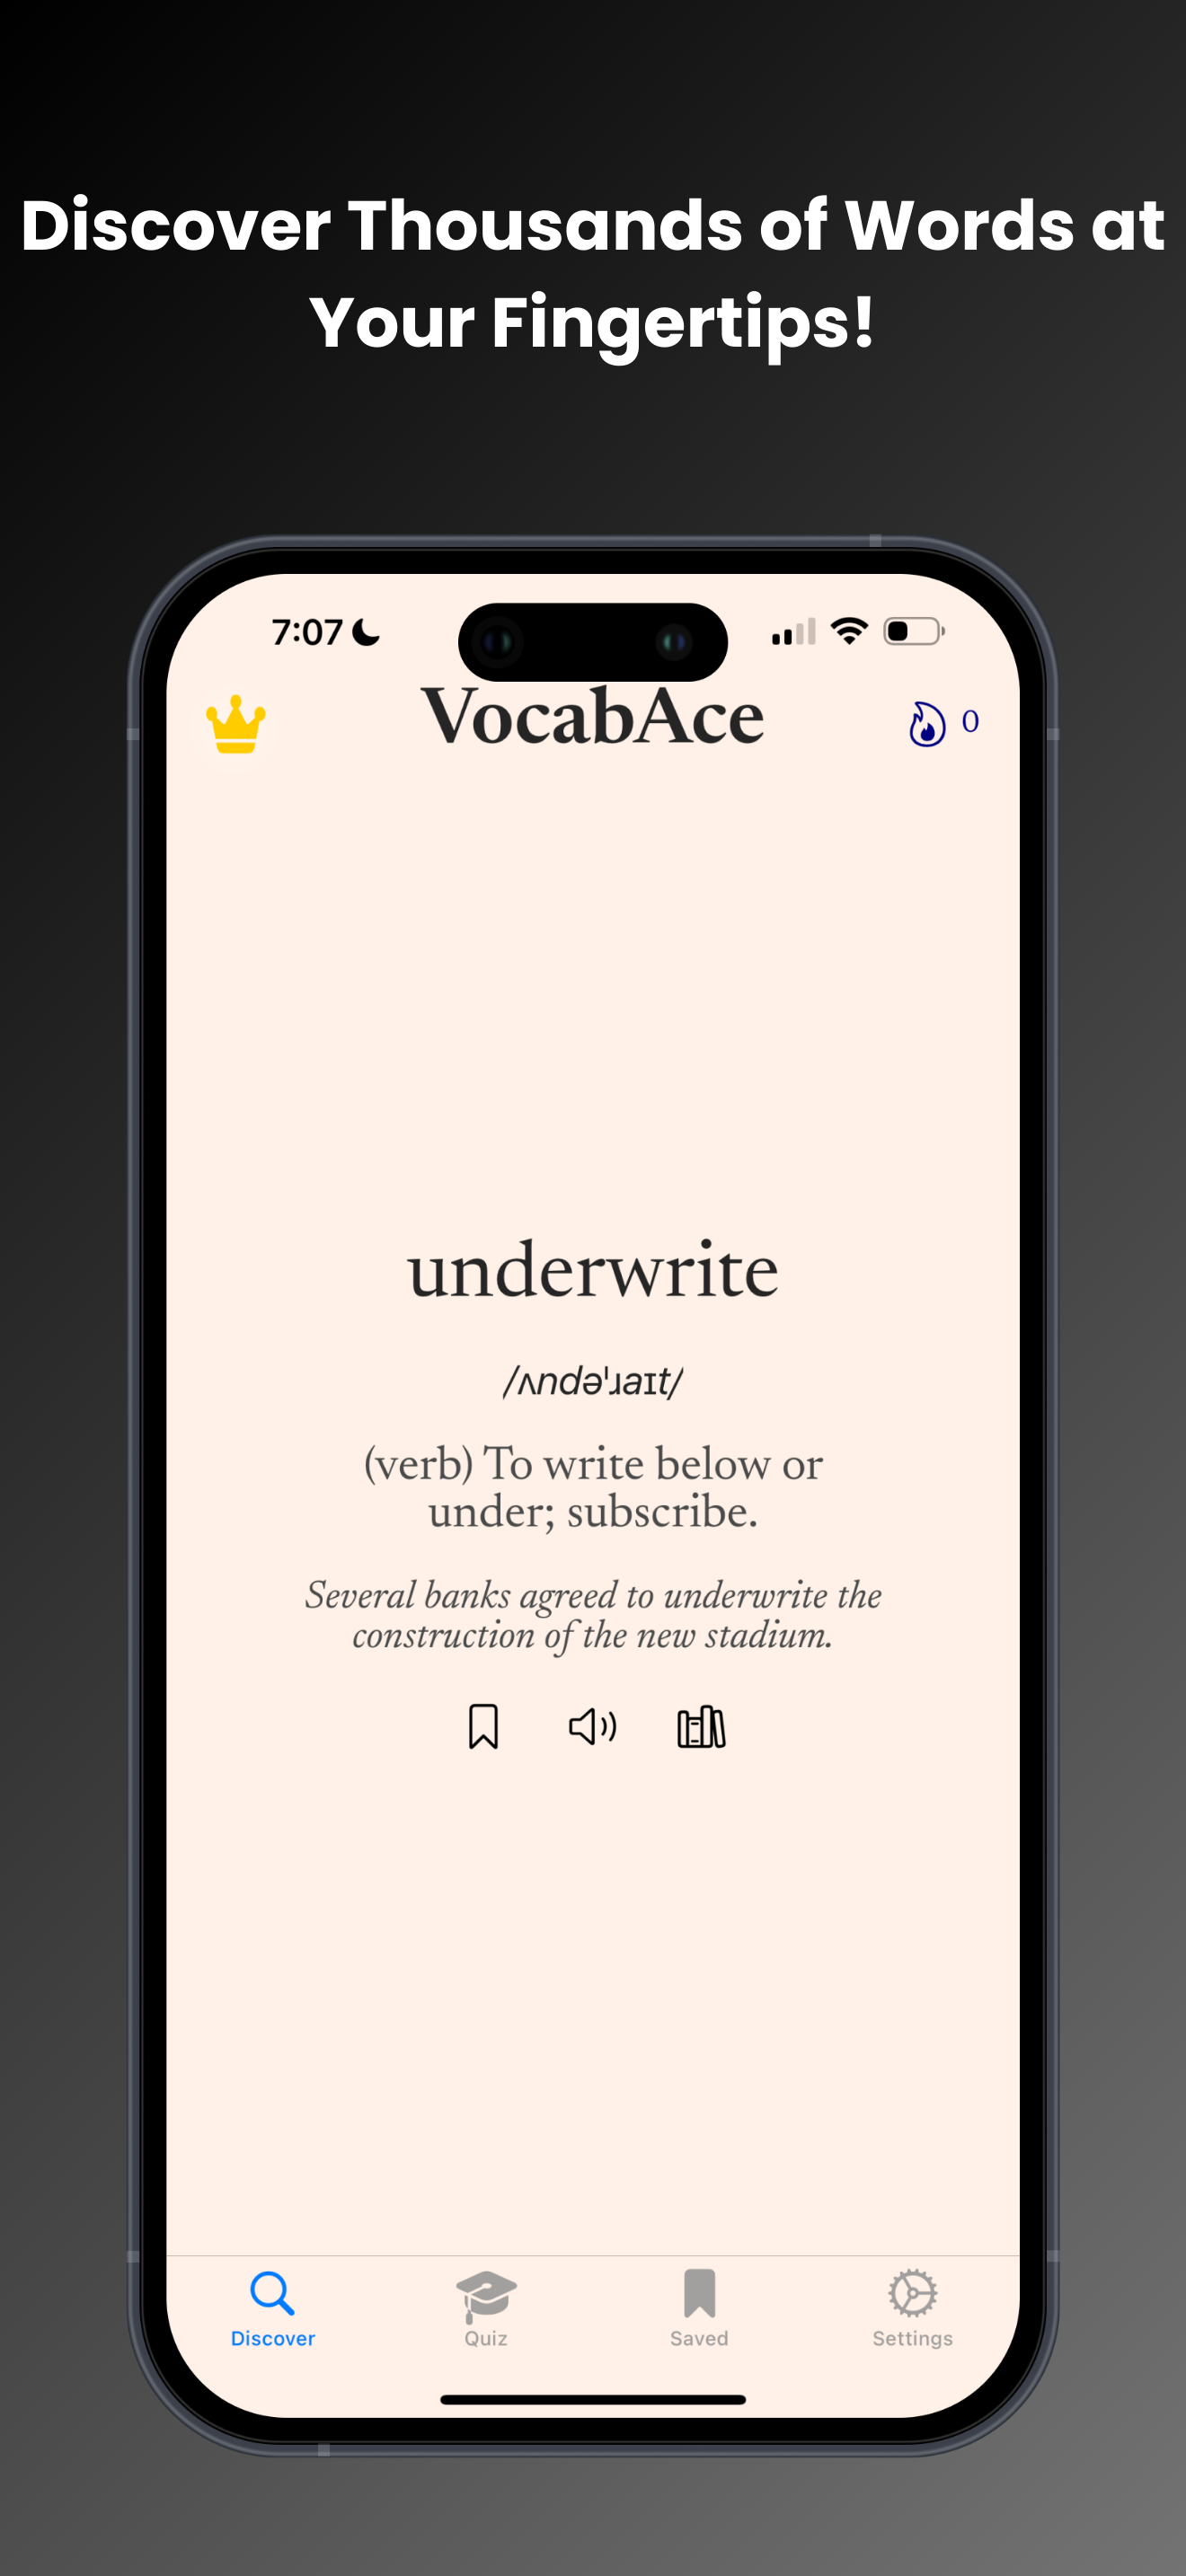 Discover Thousands of Words at
Your Fingertips!
7:07
VocabAce
0
underwrite
/ʌndəˈɹaɪt/
(verb) To write below or
under; subscribe.
Several banks agreed to underwrite the
construction of the new stadium.
Discover
Quiz
Saved
Settings